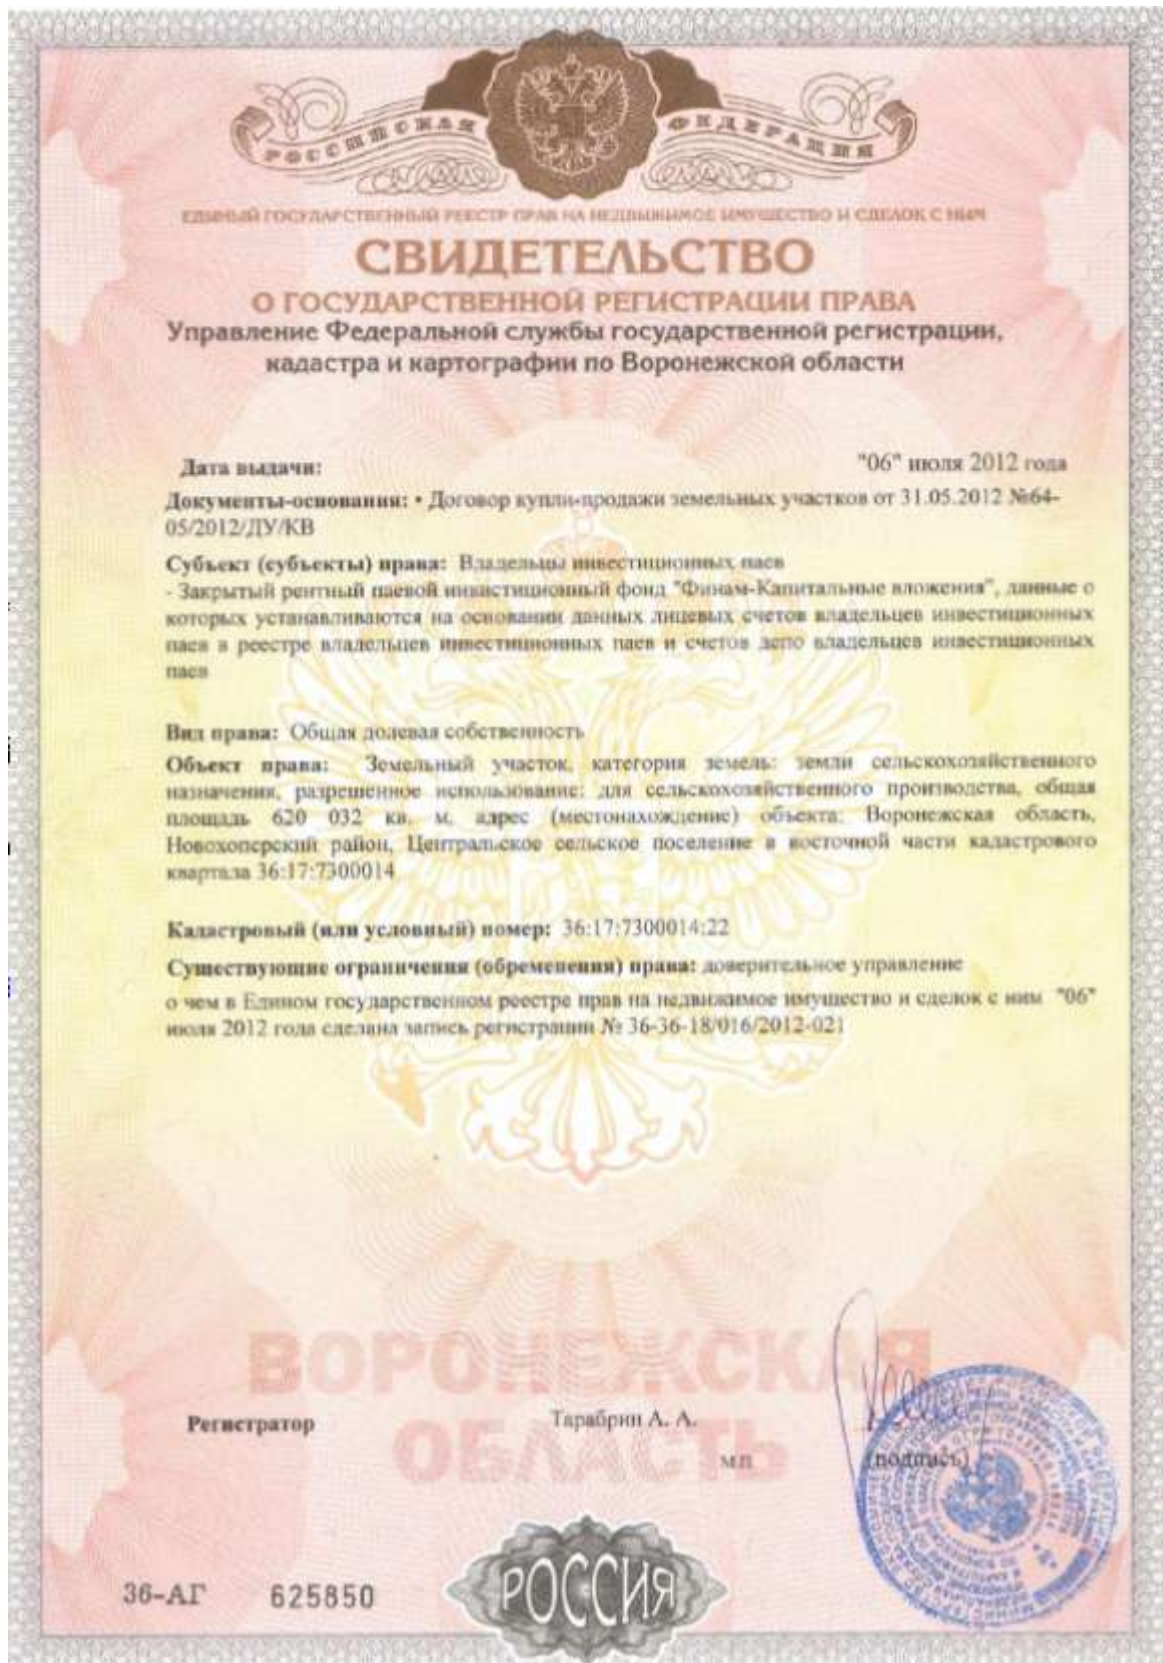 РОССИЙСКАЯ ФЕДЕРАЦИЯ
ЕДИНЫЙ ГОСУДАРСТВЕННЫЙ РЕЕСТР ПРАВ НА НЕДВИЖИМОЕ ИМУЩЕСТВО И СДЕЛОК С НИМ
СВИДЕТЕЛЬСТВО
О ГОСУДАРСТВЕННОЙ РЕГИСТРАЦИИ ПРАВА
Управление Федеральной службы государственной регистрации,
кадастра и картографии по Воронежской области
Дата выдачи: "06" июля 2012 года
Документы-основания: • Договор купли-продажи земельных участков от 31.05.2012 №64-
05/2012/ДУ/КВ
Субъект (субъекты) права: Владельцы инвестиционных паев
- Закрытый рентный паевой инвестиционный фонд "Финам-Капитальные вложения", данные о
которых устанавливаются на основании данных лицевых счетов владельцев инвестиционных
паев в реестре владельцев инвестиционных паев и счетов депо владельцев инвестиционных
паев
Вид права: Общая долевая собственность
Объект права: Земельный участок, категория земель: земли сельскохозяйственного
назначения, разрешенное использование: для сельскохозяйственного производства, общая
площадь 620 032 кв. м, адрес (местонахождение) объекта: Воронежская область,
Новохоперский район, Центральское сельское поселение в восточной части кадастрового
квартала 36:17:7300014
Кадастровый (или условный) номер: 36:17:7300014:22
Существующие ограничения (обременения) права: доверительное управление
о чем в Едином государственном реестре прав на недвижимое имущество и сделок с ним "06"
июля 2012 года сделана запись регистрации № 36-36-18/016/2012-021
ВОРОНЕЖСКАЯ
ОБЛАСТЬ
Регистратор Тарабрин А. А.
м.п. (подпись)
36-АГ 625850
РОССИЯ